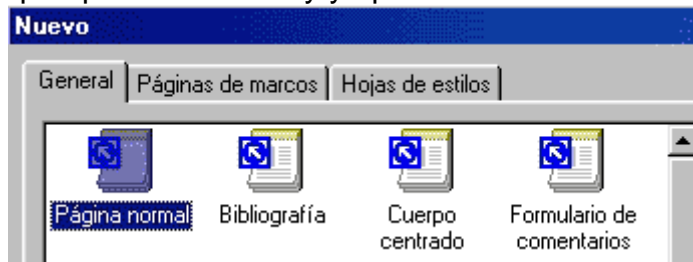 Nuevo
General Páginas de marcos Hojas de estilos
Página normal Bibliografía Cuerpo centrado Formulario de comentarios